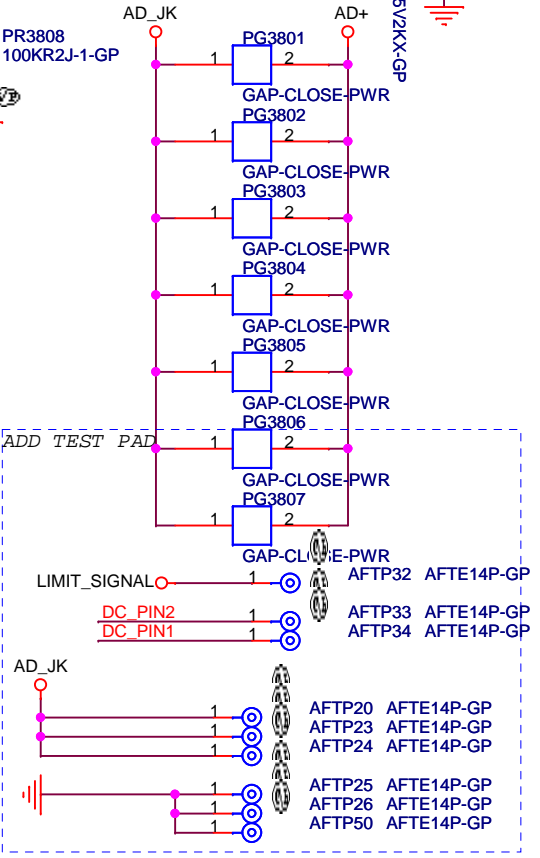 AD_JK
AD+
PR3808
100KR2J-1-GP
5V2KX-GP
PG3801
1
2
GAP-CLOSE-PWR
PG3802
1
2
GAP-CLOSE-PWR
PG3803
1
2
GAP-CLOSE-PWR
PG3804
1
2
GAP-CLOSE-PWR
PG3805
1
2
GAP-CLOSE-PWR
PG3806
1
2
GAP-CLOSE-PWR
ADD TEST PAD
PG3807
1
2
GAP-CLOSE-PWR
LIMIT_SIGNAL
1
AFTP32 AFTE14P-GP
DC_PIN2
1
AFTP33 AFTE14P-GP
DC_PIN1
1
AFTP34 AFTE14P-GP
AD_JK
1
AFTP20 AFTE14P-GP
1
AFTP23 AFTE14P-GP
1
AFTP24 AFTE14P-GP
1
AFTP25 AFTE14P-GP
1
AFTP26 AFTE14P-GP
1
AFTP50 AFTE14P-GP